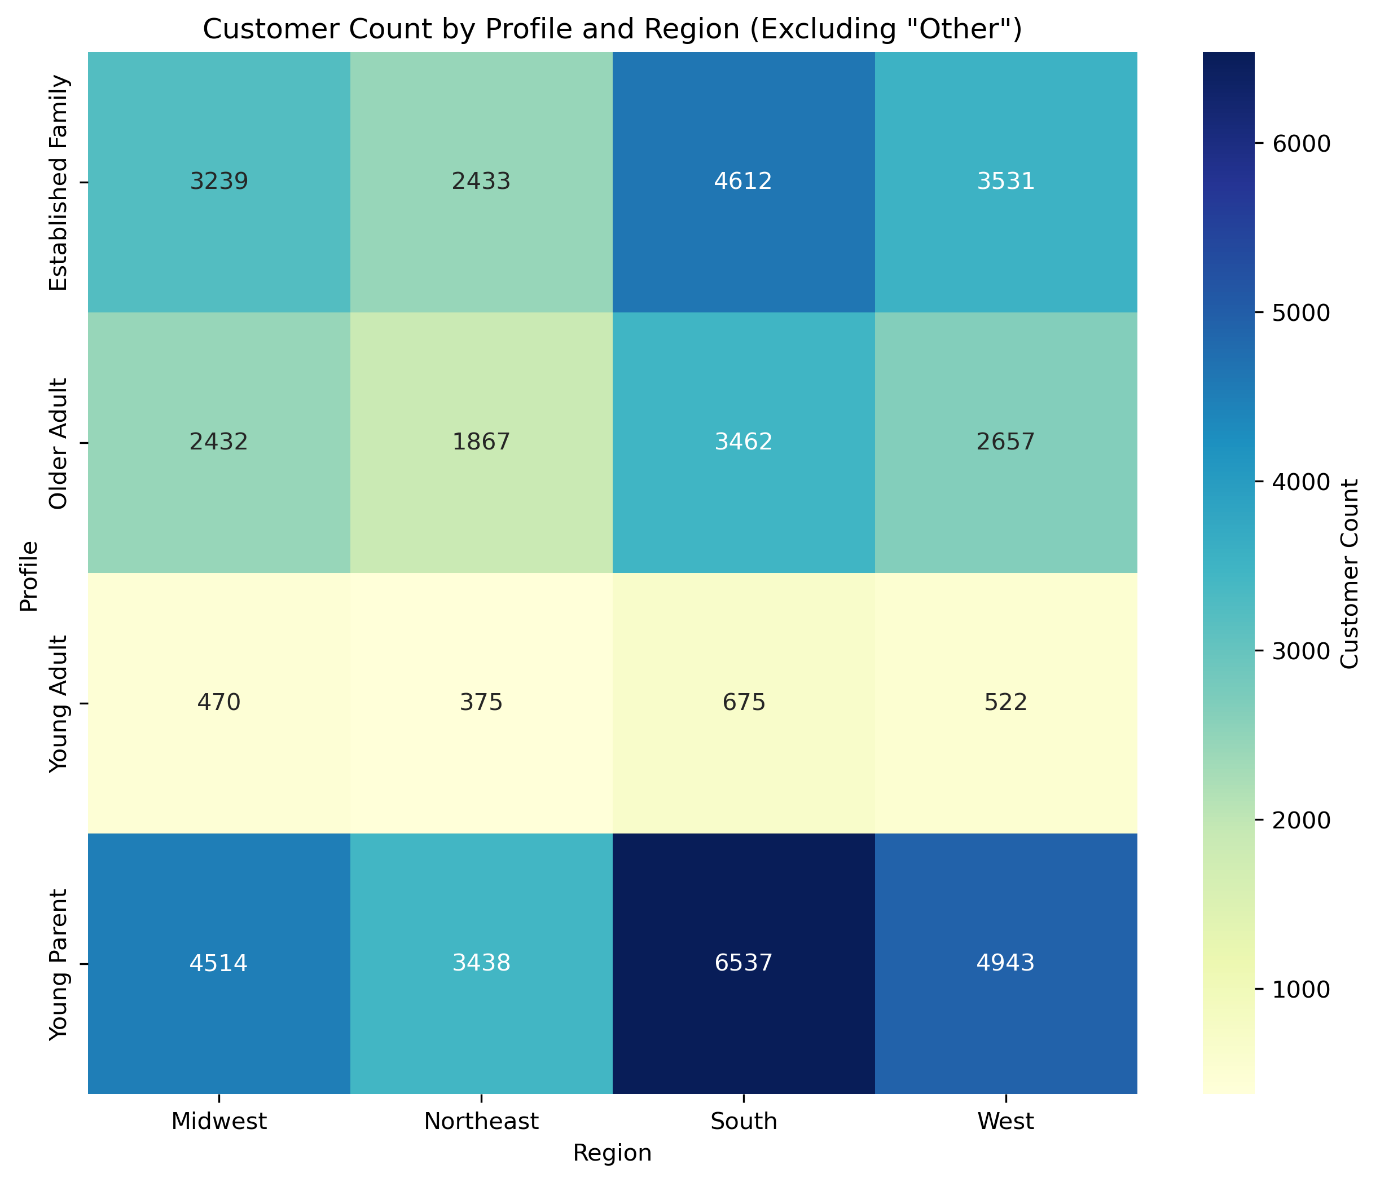 Customer Count by Profile and Region (Excluding "Other")
Profile
Established Family
3239 2433 4612 3531
Older Adult
2432 1867 3462 2657
Young Adult
470 375 675 522
Young Parent
4514 3438 6537 4943
Midwest Northeast South West
Region
6000
5000
4000
3000
2000
1000
Customer Count